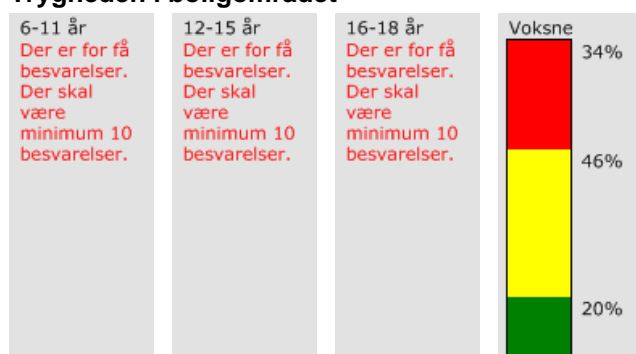 Trygheden i boligområdet
6-11 år
Der er for få
besvarelser.
Der skal
være
minimum 10
besvarelser.
12-15 år
Der er for få
besvarelser.
Der skal
være
minimum 10
besvarelser.
16-18 år
Der er for få
besvarelser.
Der skal
være
minimum 10
besvarelser.
Voksne
34%
46%
20%